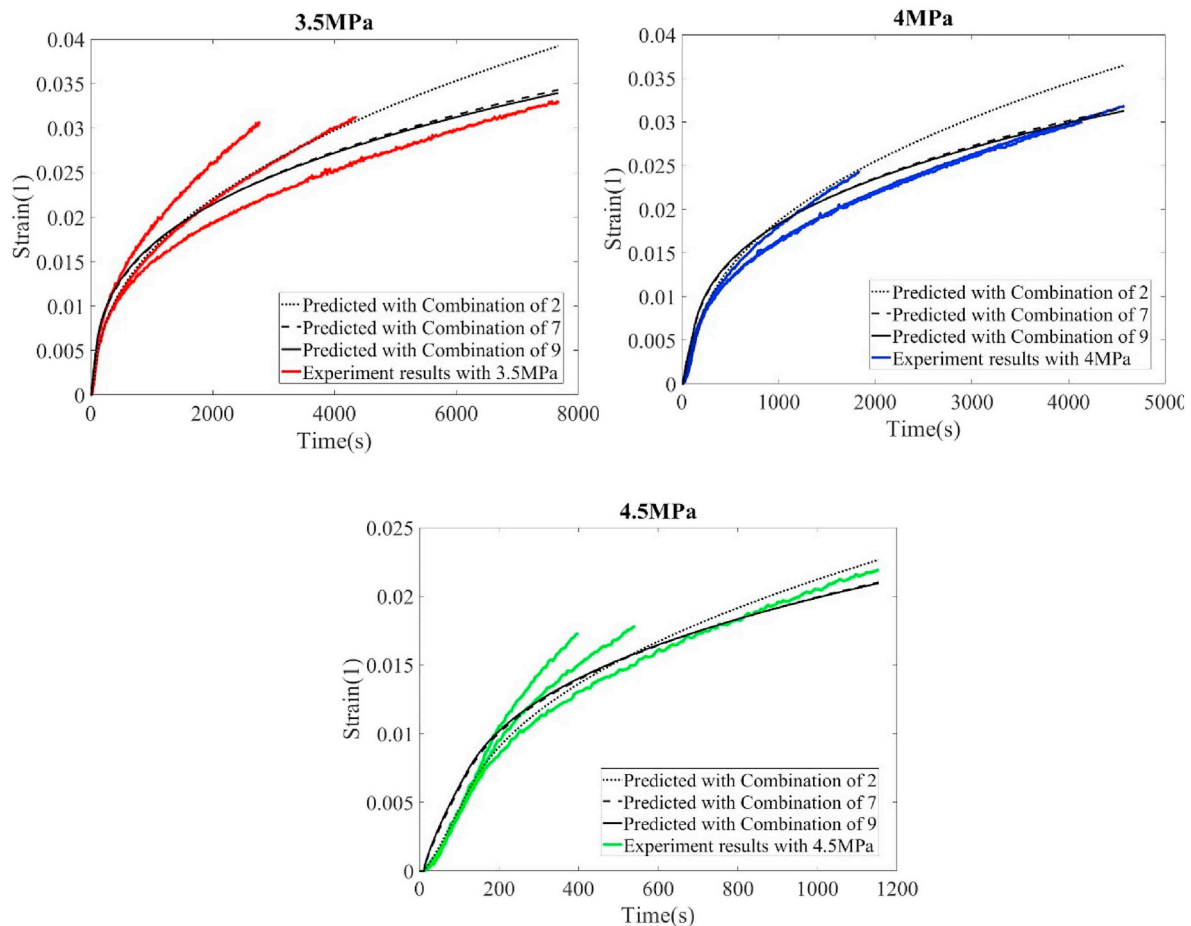 3.5MPa
0.04
0.035
0.03
0.025
0.02
0.015
0.01
0.005
0
Strain(1)
0
2000
4000
6000
8000
Time(s)
Predicted with Combination of 2
Predicted with Combination of 7
Predicted with Combination of 9
Experiment results with 3.5MPa
4MPa
0.04
0.035
0.03
0.025
0.02
0.015
0.01
0.005
0
Strain(1)
0
1000
2000
3000
4000
5000
Time(s)
Predicted with Combination of 2
Predicted with Combination of 7
Predicted with Combination of 9
Experiment results with 4MPa
4.5MPa
0.025
0.02
0.015
0.01
0.005
0
Strain(1)
0
200
400
600
800
1000
1200
Time(s)
Predicted with Combination of 2
Predicted with Combination of 7
Predicted with Combination of 9
Experiment results with 4.5MPa